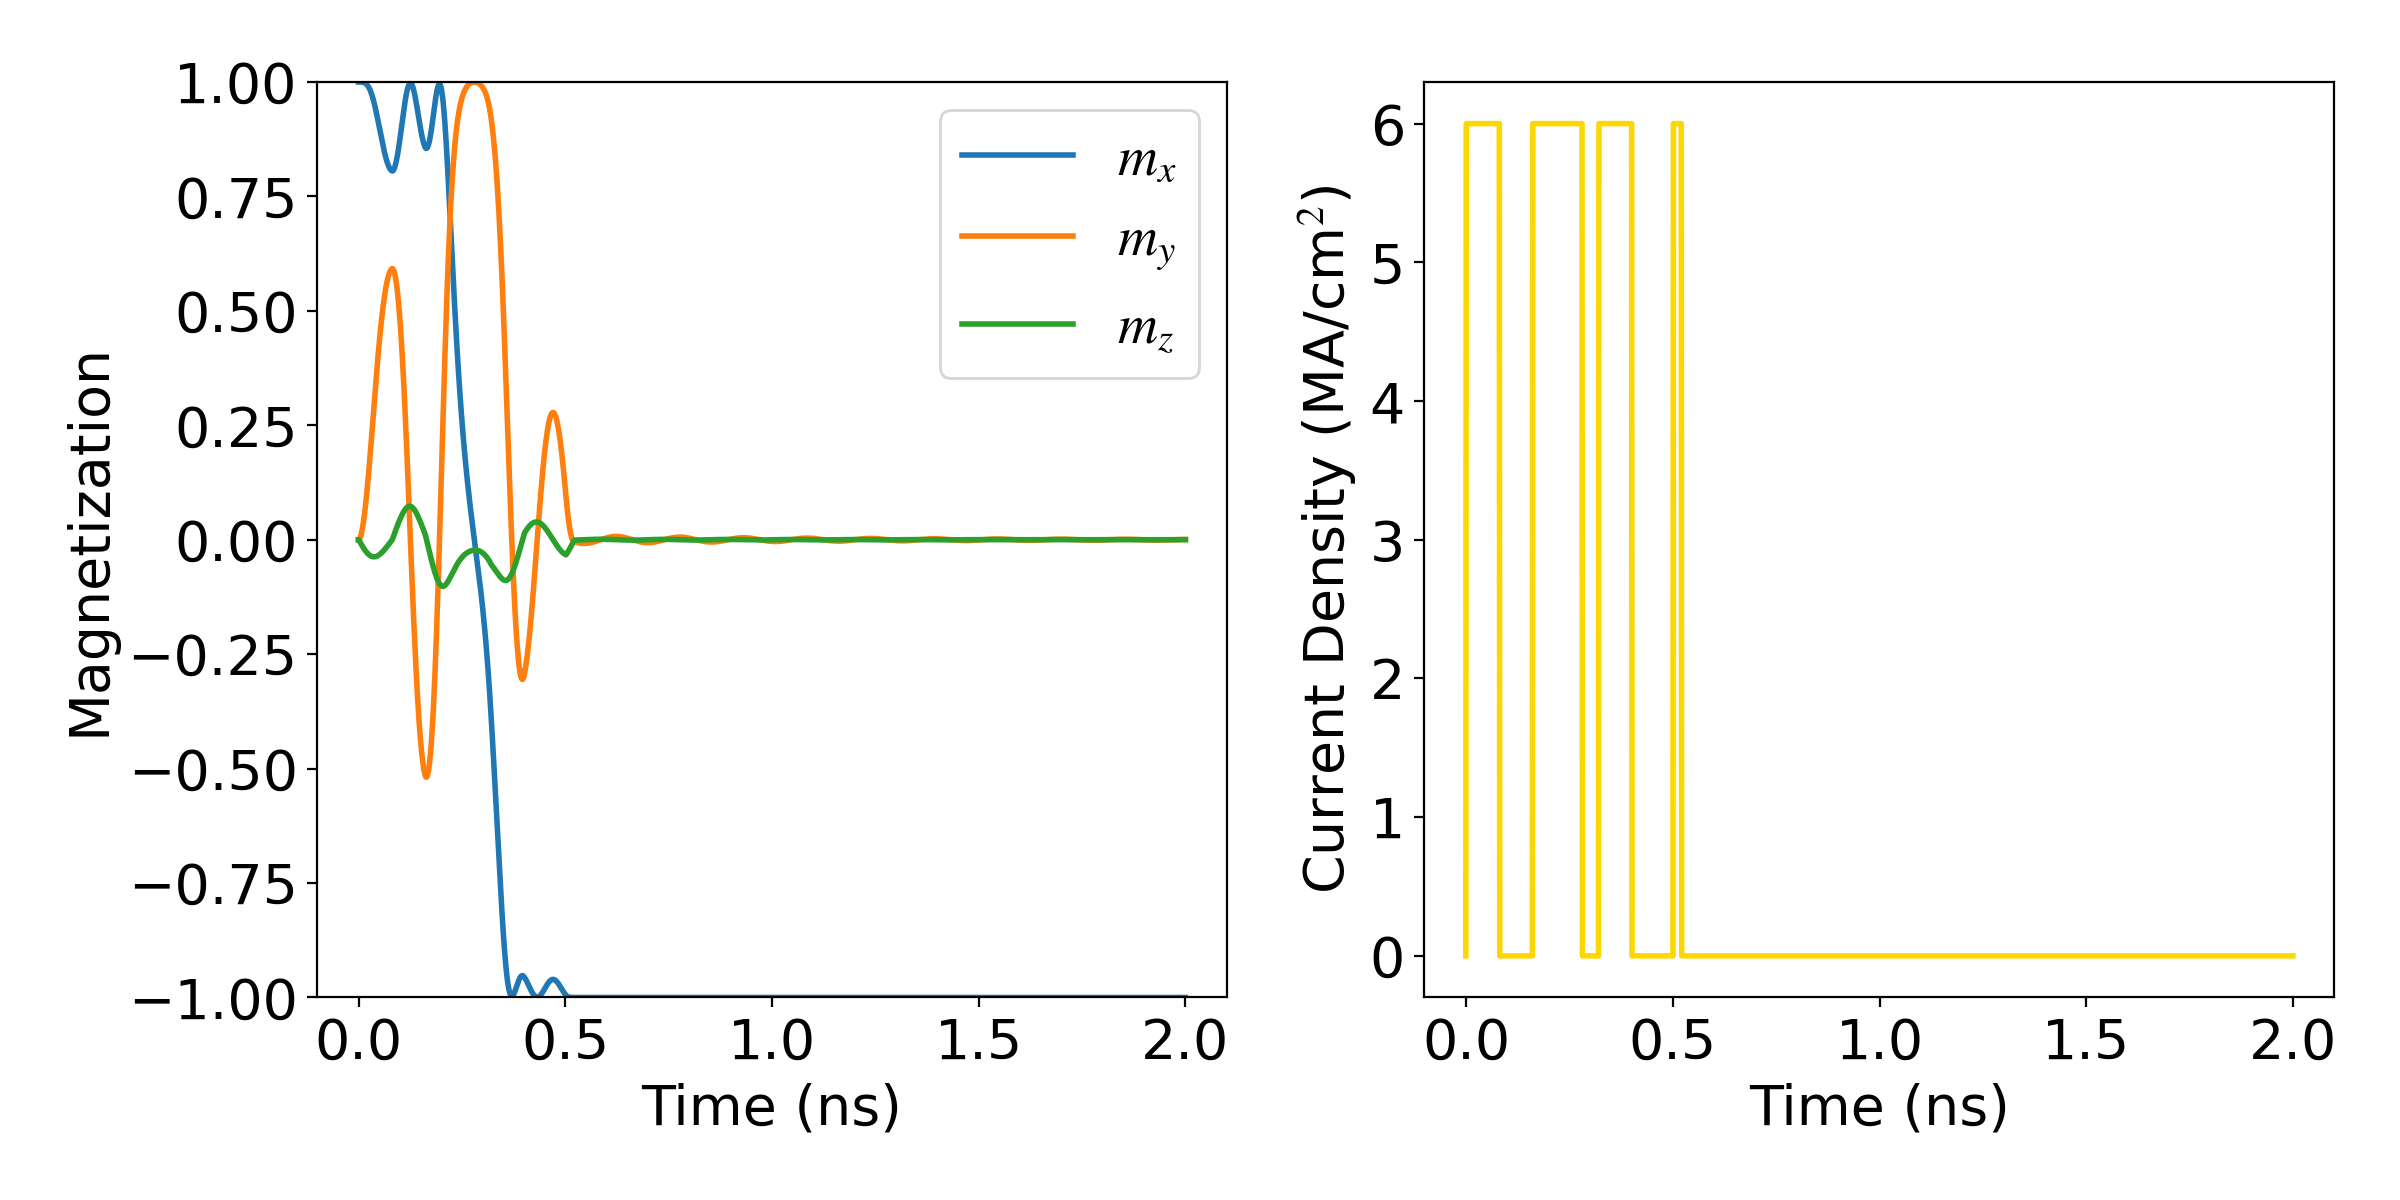 1.00
0.75
0.50
0.25
0.00
−0.25
−0.50
−0.75
−1.00
Magnetization
0.0 0.5 1.0 1.5 2.0
Time (ns)
m_x
m_y
m_z
6
5
4
3
2
1
0
Current Density (MA/cm²)
0.0 0.5 1.0 1.5 2.0
Time (ns)